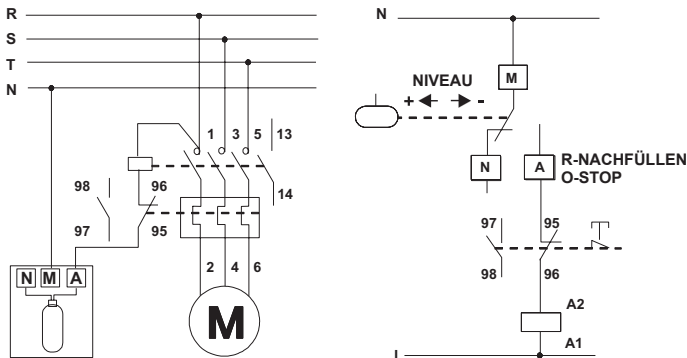 R
S
T
N
1 3 5 13
14
98 96
97 95
2 4 6
N M A
M
N
M
NIVEAU
+ -
N A R-NACHFÜLLEN
O-STOP
97 95
98 96
A2
A1
L